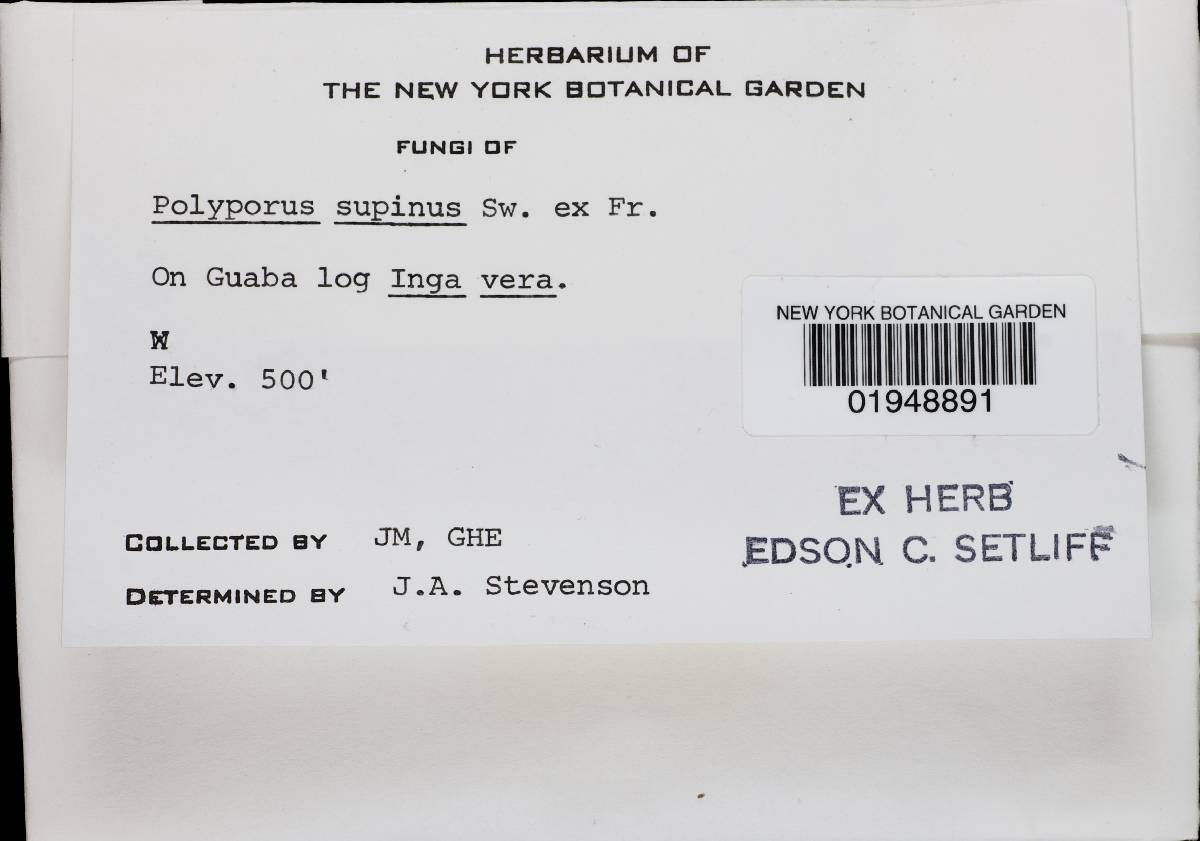 HERBARIUM OF
THE NEW YORK BOTANICAL GARDEN
FUNGI OF
Polyporus supinus Sw. ex Fr.
On Guaba log Inga vera.
Elev. 500'
NEW YORK BOTANICAL GARDEN
01948891
EX HERB
EDSON C. SETLIFF
COLLECTED BY JM, GHE
DETERMINED BY J.A. Stevenson